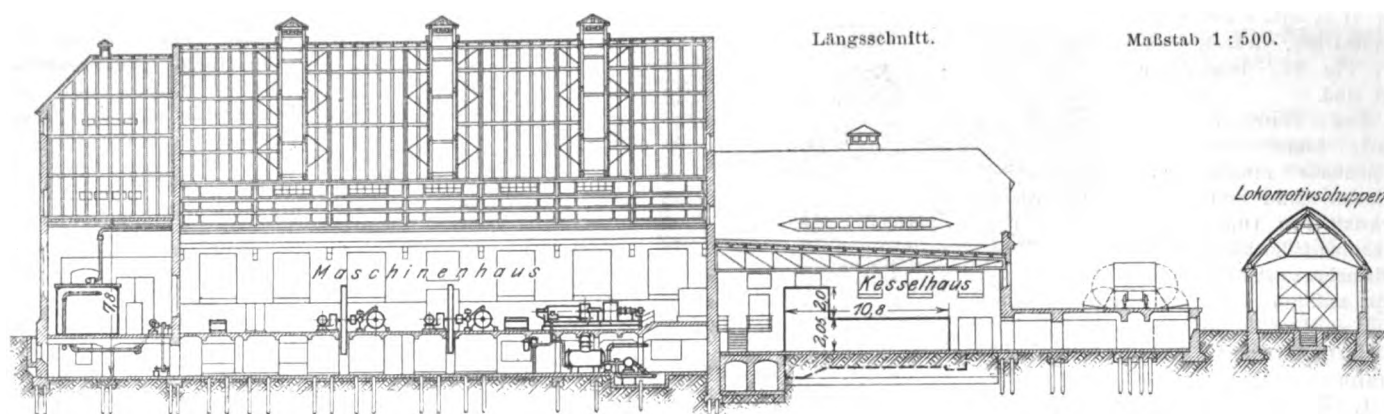 Längsschnitt.
Maßstab 1 : 500.
Lokomotivschuppen
Maschinenhaus
Kesselhaus
7,8
2,0
10,8
2,05